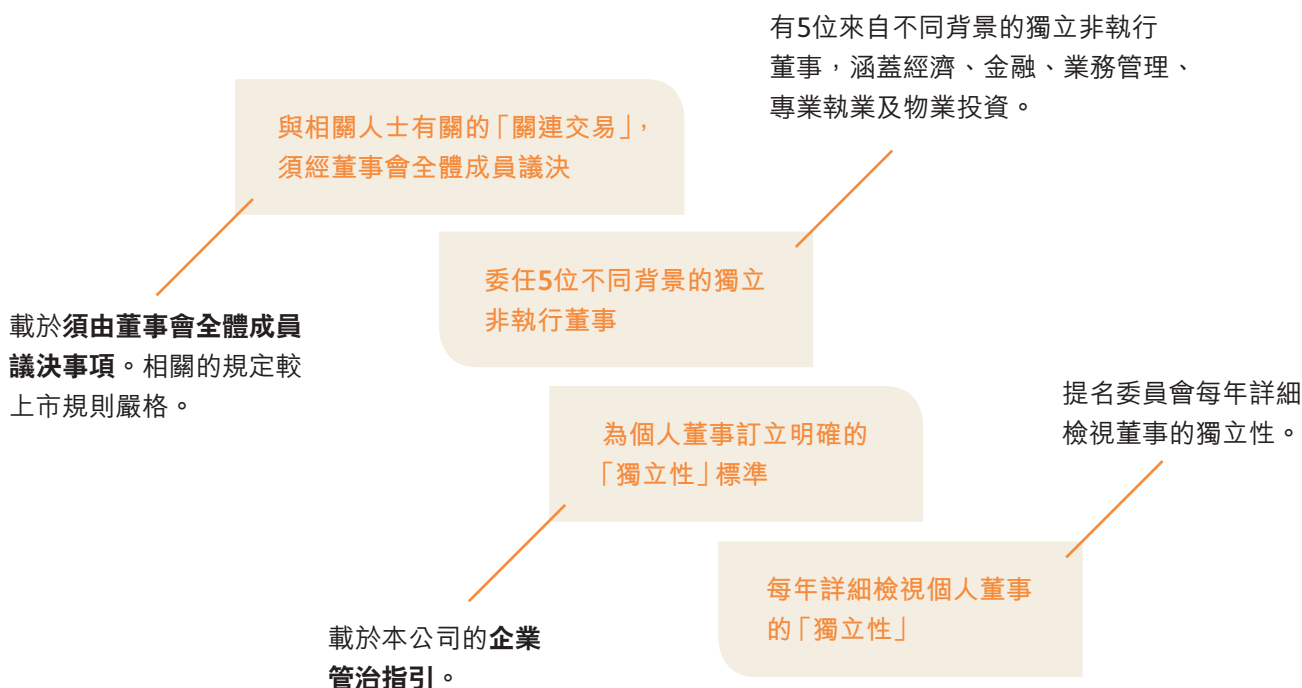 有5位來自不同背景的獨立非執行
董事，涵蓋經濟、金融、業務管理、
專業執業及物業投資。
與相關人士有關的「關連交易」，
須經董事會全體成員議決
委任5位不同背景的獨立
非執行董事
載於須由董事會全體成員
議決事項。相關的規定較
上市規則嚴格。
提名委員會每年詳細
檢視董事的獨立性。
為個人董事訂立明確的
「獨立性」標準
每年詳細檢視個人董事
的「獨立性」
載於本公司的企業
管治指引。